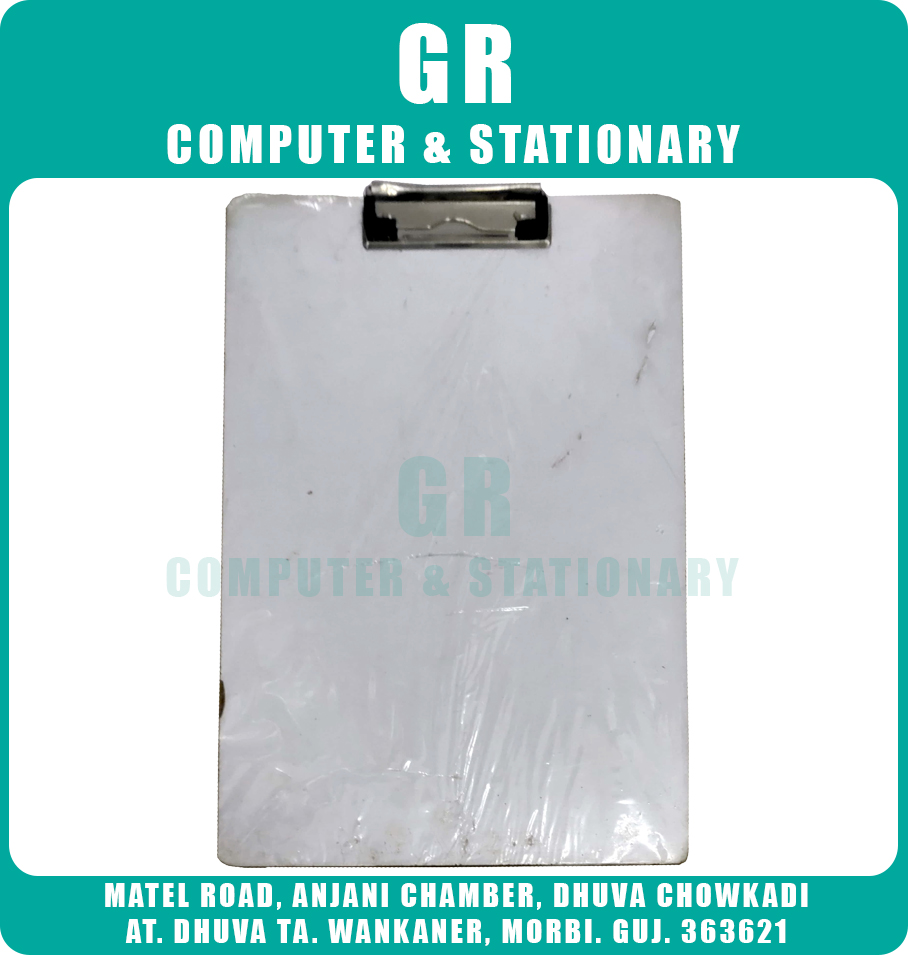 GR
COMPUTER & STATIONARY
GR
COMPUTER & STATIONARY
MATEL ROAD, ANJANI CHAMBER, DHUVA CHOWKADI
AT. DHUVA TA. WANKANER, MORBI. GUJ. 363621